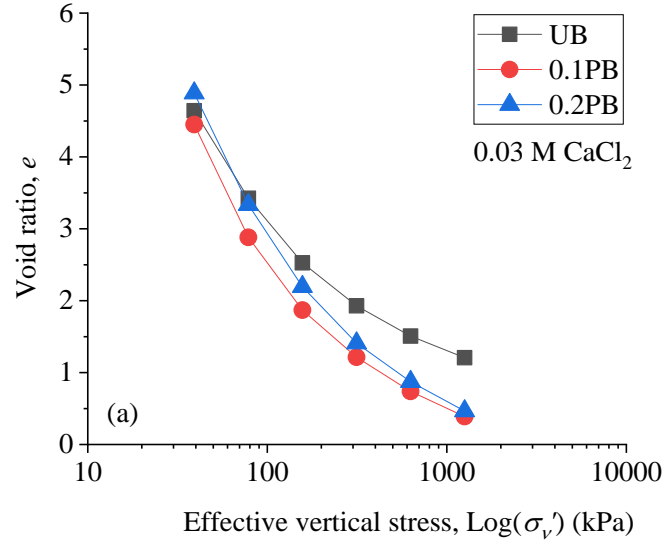 6
5
4
3
2
1
0
Void ratio, e
UB
0.1PB
0.2PB
0.03 M CaCl₂
(a)
10
100
1000
10000
Effective vertical stress, Log(σᵥ') (kPa)